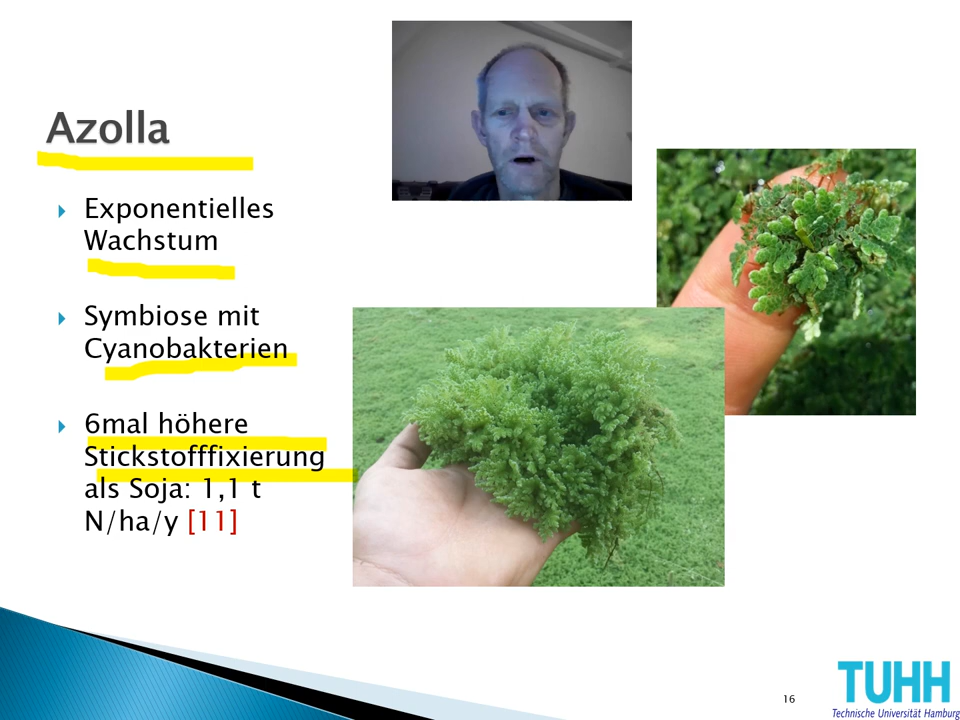 Azolla
Exponentielles
Wachstum
Symbiose mit
Cyanobakterien
6mal höhere
Stickstofffixierung
als Soja: 1,1 t
N/ha/y [11]
16
TUHH
Technische Universität Hamburg